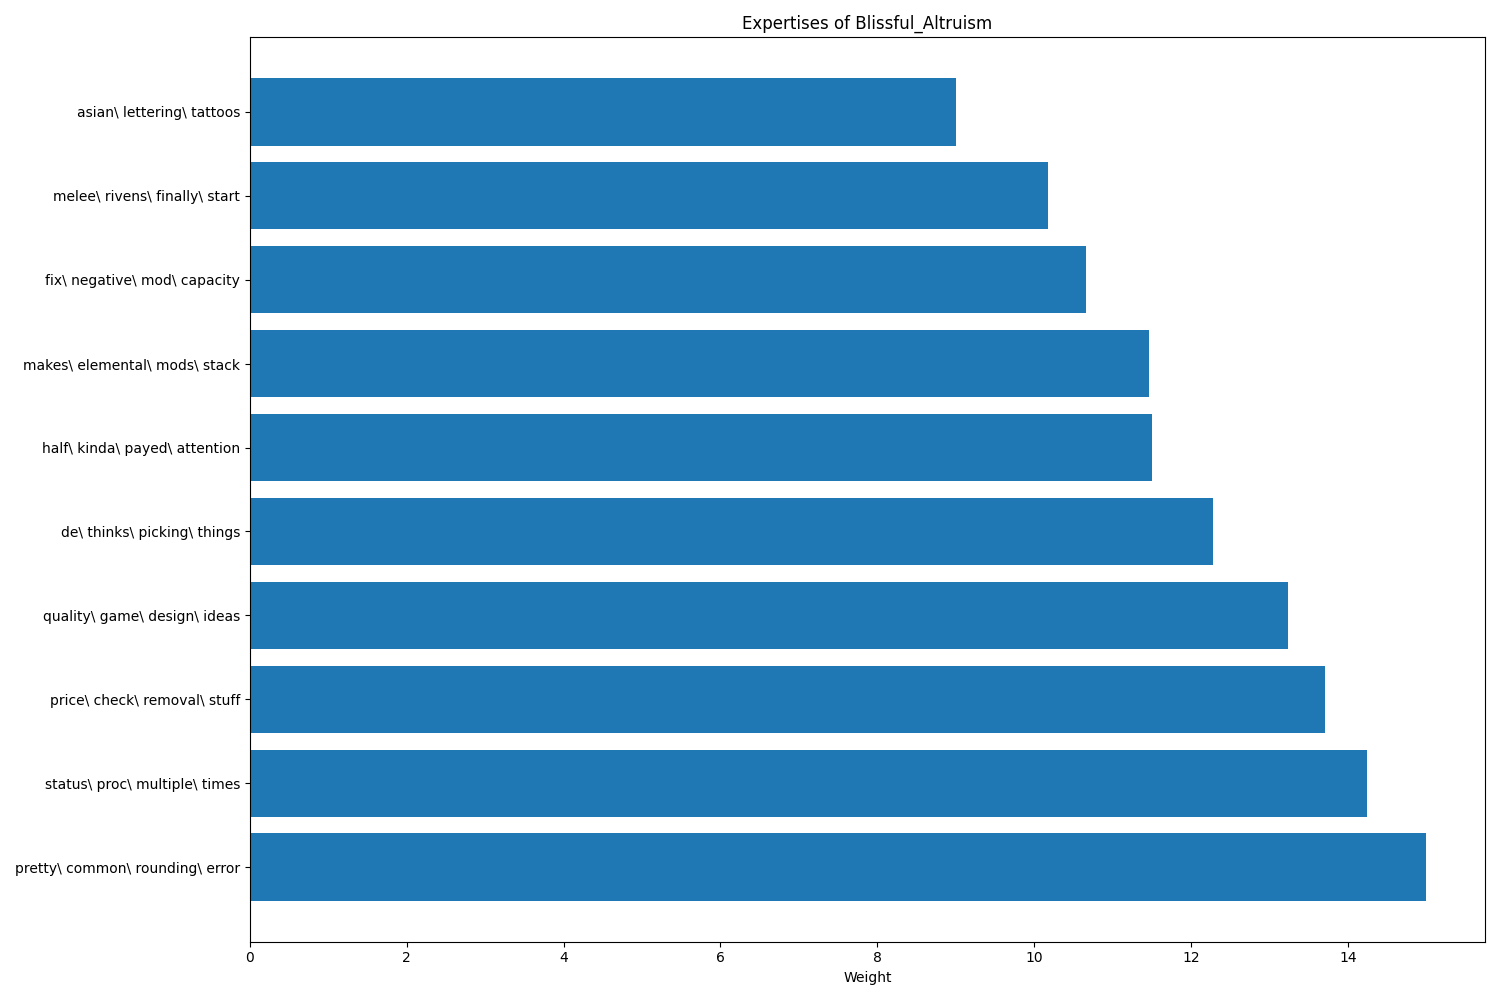 Expertises of Blissful_Altruism
asian\ lettering\ tattoos
melee\ rivens\ finally\ start
fix\ negative\ mod\ capacity
makes\ elemental\ mods\ stack
half\ kinda\ payed\ attention
de\ thinks\ picking\ things
quality\ game\ design\ ideas
price\ check\ removal\ stuff
status\ proc\ multiple\ times
pretty\ common\ rounding\ error
0 2 4 6 8 10 12 14
Weight